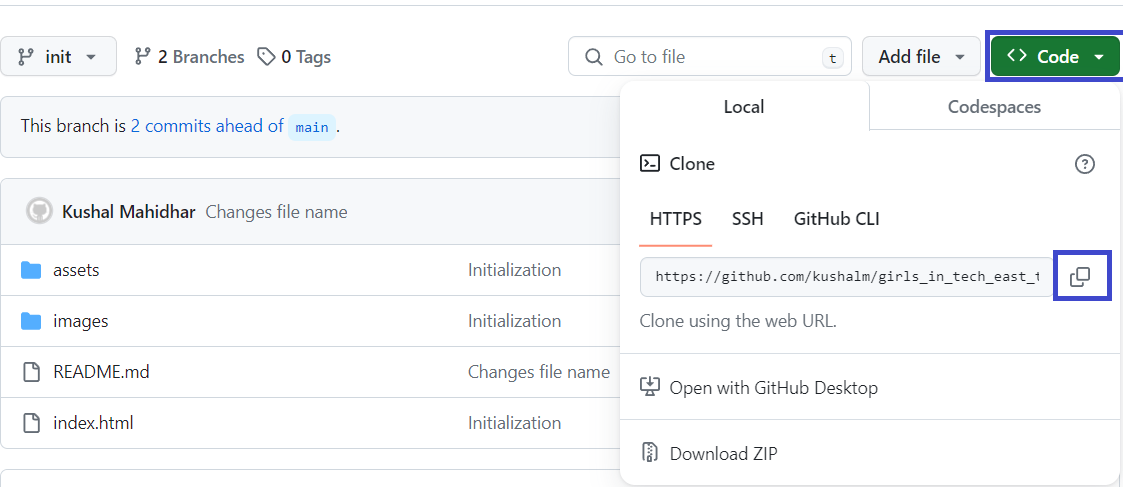 init 2 Branches 0 Tags Go to file t Add file Code
Local Codespaces
This branch is 2 commits ahead of main .
Clone
Kushal Mahidhar Changes file name
HTTPS SSH GitHub CLI
assets Initialization
https://github.com/kushalm/girls_in_tech_east_t
images Initialization
Clone using the web URL.
README.md Changes file name
Open with GitHub Desktop
index.html Initialization
Download ZIP